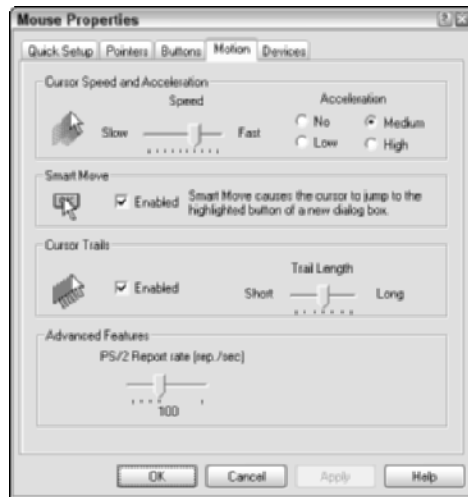 Mouse Properties
Quick Setup Pointers Buttons Motion Devices
Cursor Speed and Acceleration
Speed
Slow Fast
Acceleration
No Medium
Low High
Smart Move
Enabled
Smart Move causes the cursor to jump to the
highlighted button of a new dialog box.
Cursor Trails
Enabled
Trail Length
Short Long
Advanced Features
PS/2 Report rate (rep./sec)
100
OK Cancel Apply Help